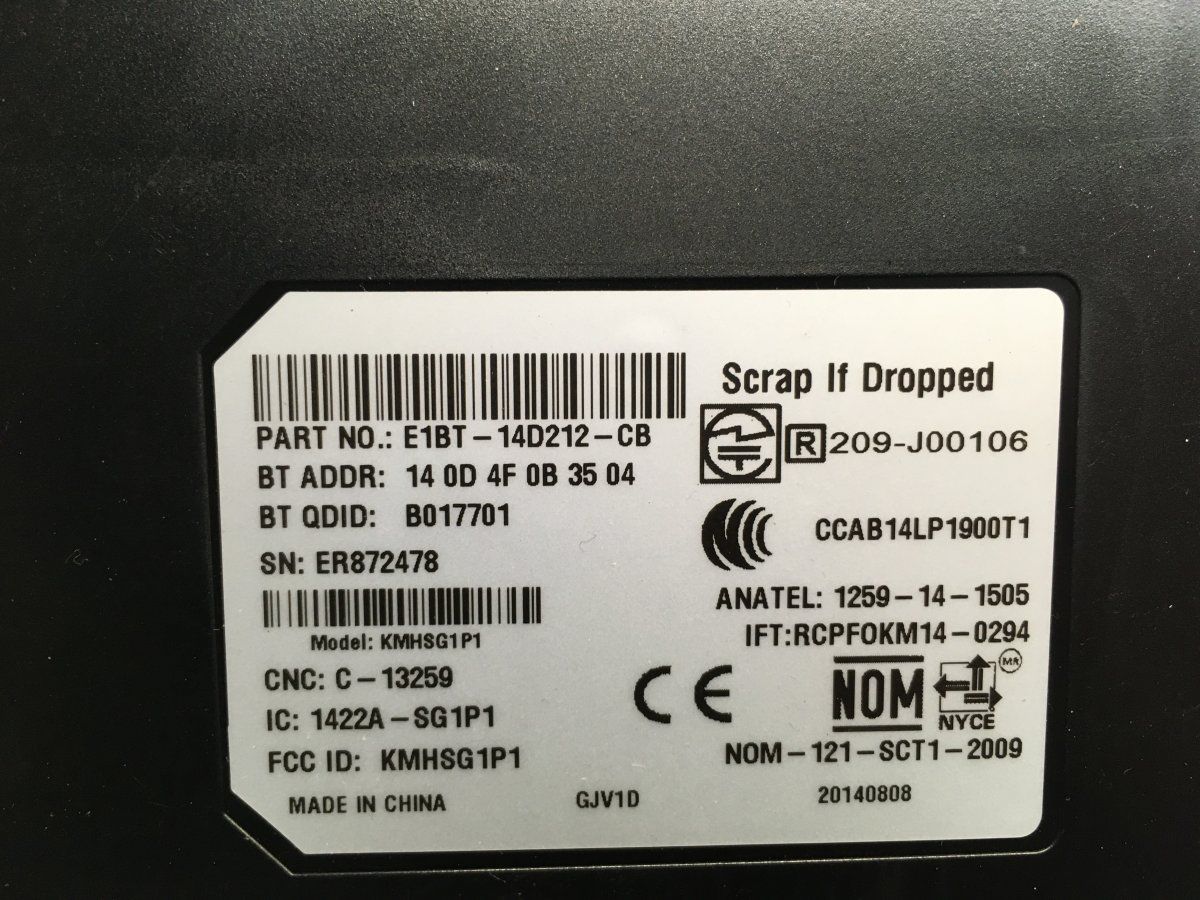 Scrap If Dropped
PART NO.: E1BT-14D212-CB
R 209-J00106
BT ADDR: 14 0D 4F 0B 35 04
BT QDID: B017701
CCAB14LP1900T1
SN: ER872478
ANATEL: 1259-14-1505
IFT:RCPFOKM14-0294
Model: KMHSG1P1
CNC: C-13259
CE
NOM
NYCE
MR
IC: 1422A-SG1P1
FCC ID: KMHSG1P1
NOM-121-SCT1-2009
MADE IN CHINA
GJV1D
20140808